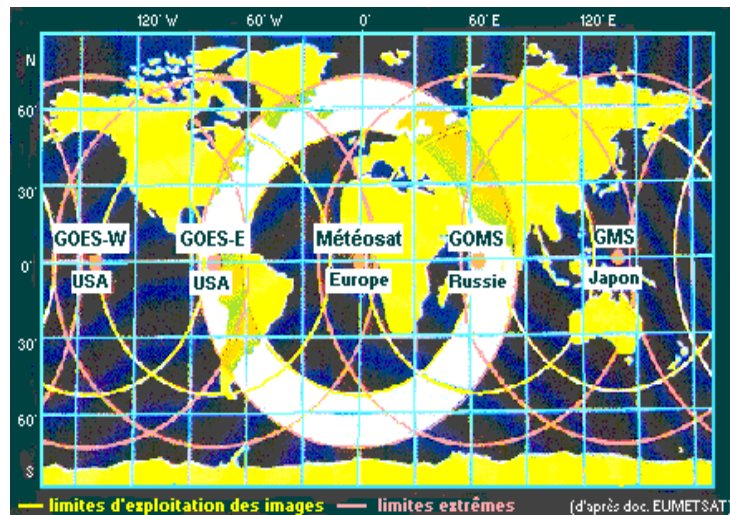 120° W 60° W 0° 60° E 120° E
N
60°
30°
GOES-W GOES-E Météosat GOMS GMS
0°
USA USA Europe Russie Japon
30°
60°
S
limites d'exploitation des images limites extrêmes (d'après doc. EUMETSAT)